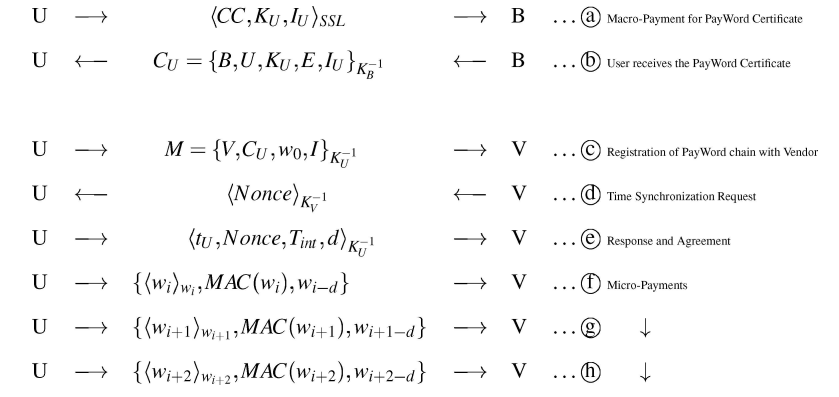 U ⟶ ⟨CC, K_U, I_U⟩_SSL ⟶ B ...ⓐ Macro-Payment for PayWord Certificate
U ⟵ C_U = {B, U, K_U, E, I_U}_{K_B^{-1}} ⟵ B ...ⓑ User receives the PayWord Certificate
U ⟶ M = {V, C_U, w_0, I}_{K_U^{-1}} ⟶ V ...ⓒ Registration of PayWord chain with Vendor
U ⟵ ⟨Nonce⟩_{K_V^{-1}} ⟵ V ...ⓓ Time Synchronization Request
U ⟶ ⟨t_U, Nonce, T_int, d⟩_{K_U^{-1}} ⟶ V ...ⓔ Response and Agreement
U ⟶ {⟨w_i⟩_{w_i}, MAC(w_i), w_{i−d}} ⟶ V ...ⓕ Micro-Payments
U ⟶ {⟨w_{i+1}⟩_{w_{i+1}}, MAC(w_{i+1}), w_{i+1−d}} ⟶ V ...ⓖ ↓
U ⟶ {⟨w_{i+2}⟩_{w_{i+2}}, MAC(w_{i+2}), w_{i+2−d}} ⟶ V ...ⓗ ↓